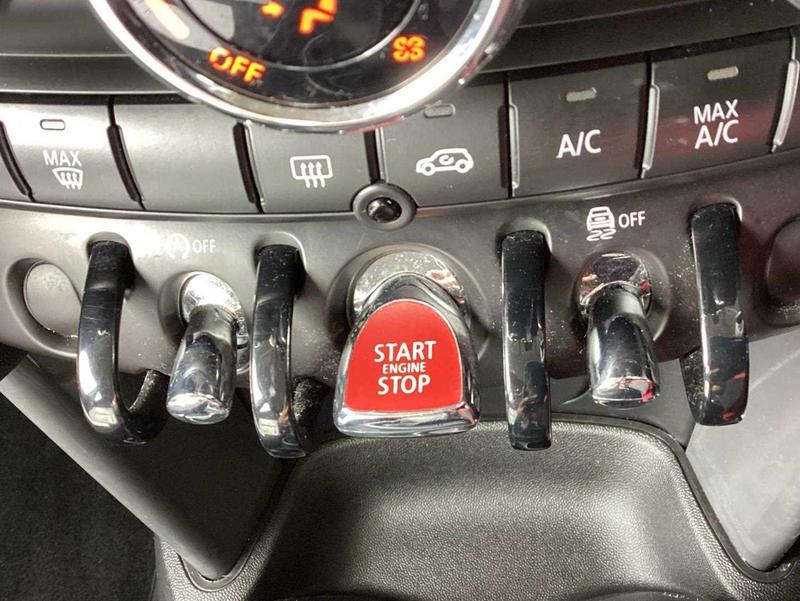 OFF
MAX
A/C
MAX
A/C
OFF
OFF
START
ENGINE
STOP